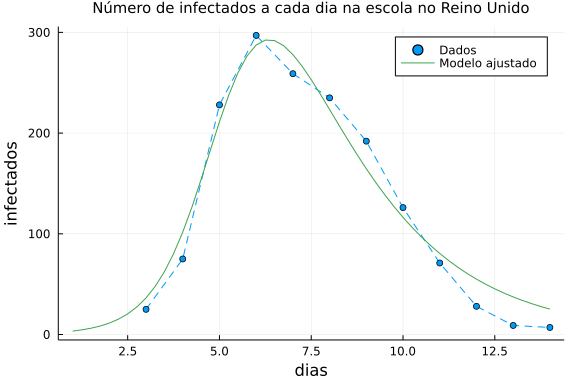 Número de infectados a cada dia na escola no Reino Unido
300
200
100
0
infectados
Dados
Modelo ajustado
2.5
5.0
7.5
10.0
12.5
dias